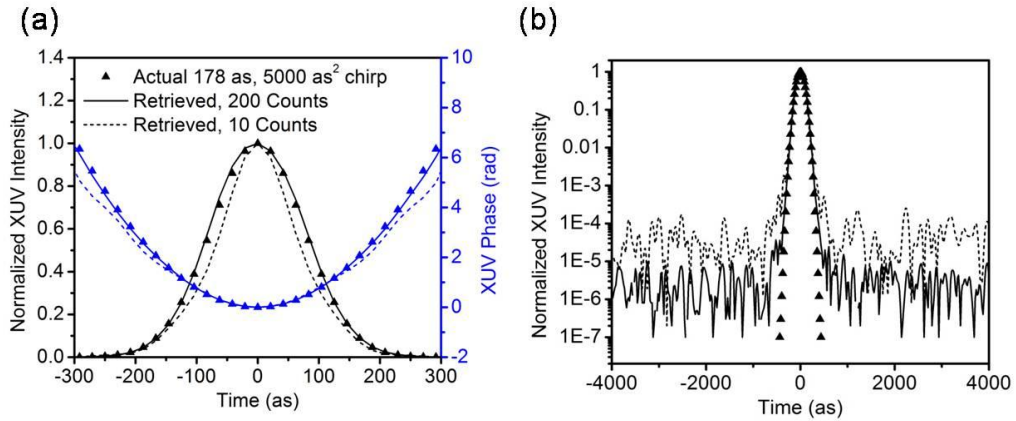 (a)
Normalized XUV Intensity
1.4
1.2
1.0
0.8
0.6
0.4
0.2
0.0
Actual 178 as, 5000 as² chirp
Retrieved, 200 Counts
Retrieved, 10 Counts
10
8
6
4
2
0
-2
XUV Phase (rad)
-300 -200 -100 0 100 200 300
Time (as)
(b)
Normalized XUV Intensity
1
0.1
0.01
1E-3
1E-4
1E-5
1E-6
1E-7
-4000 -2000 0 2000 4000
Time (as)